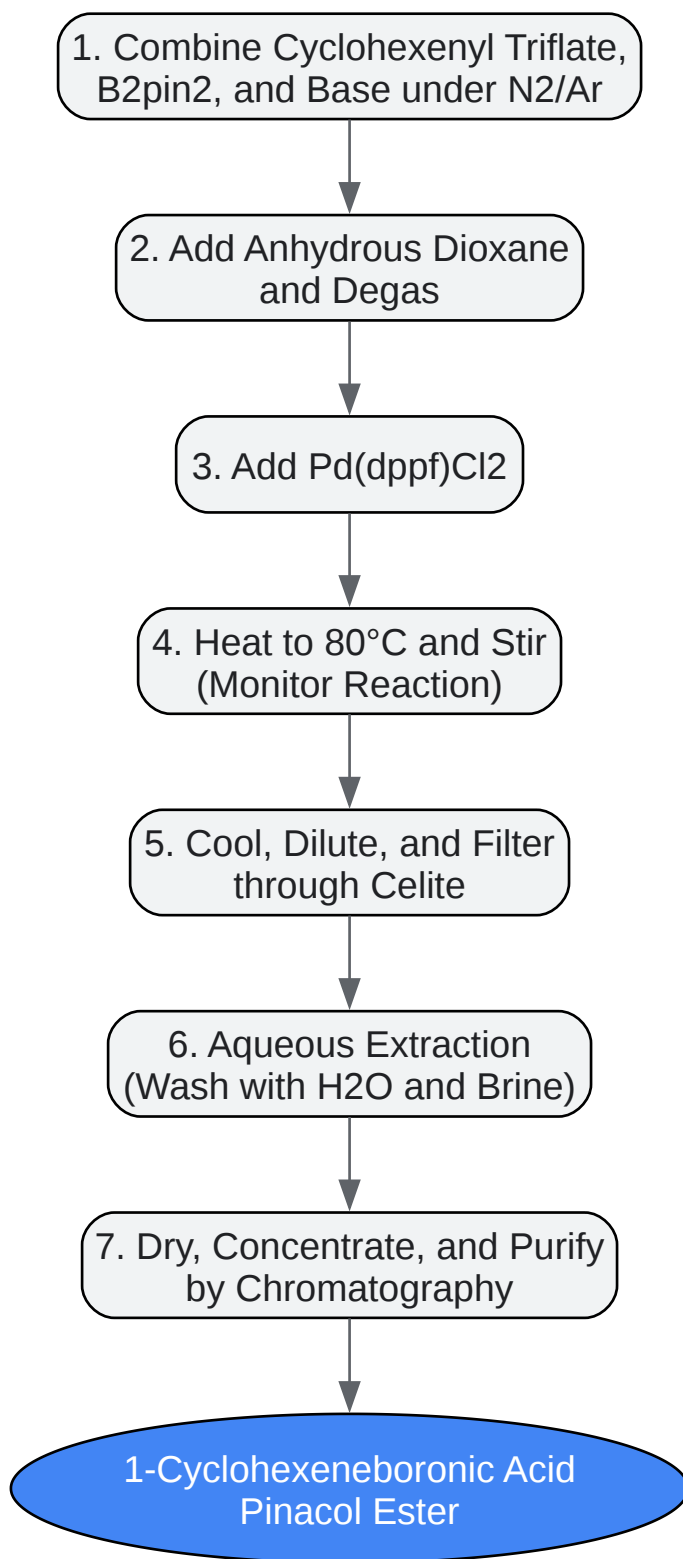 1. Combine Cyclohexenyl Triflate,
B2pin2, and Base under N2/Ar
2. Add Anhydrous Dioxane
and Degas
3. Add Pd(dppf)Cl2
4. Heat to 80°C and Stir
(Monitor Reaction)
5. Cool, Dilute, and Filter
through Celite
6. Aqueous Extraction
(Wash with H2O and Brine)
7. Dry, Concentrate, and Purify
by Chromatography
1-Cyclohexeneboronic Acid
Pinacol Ester